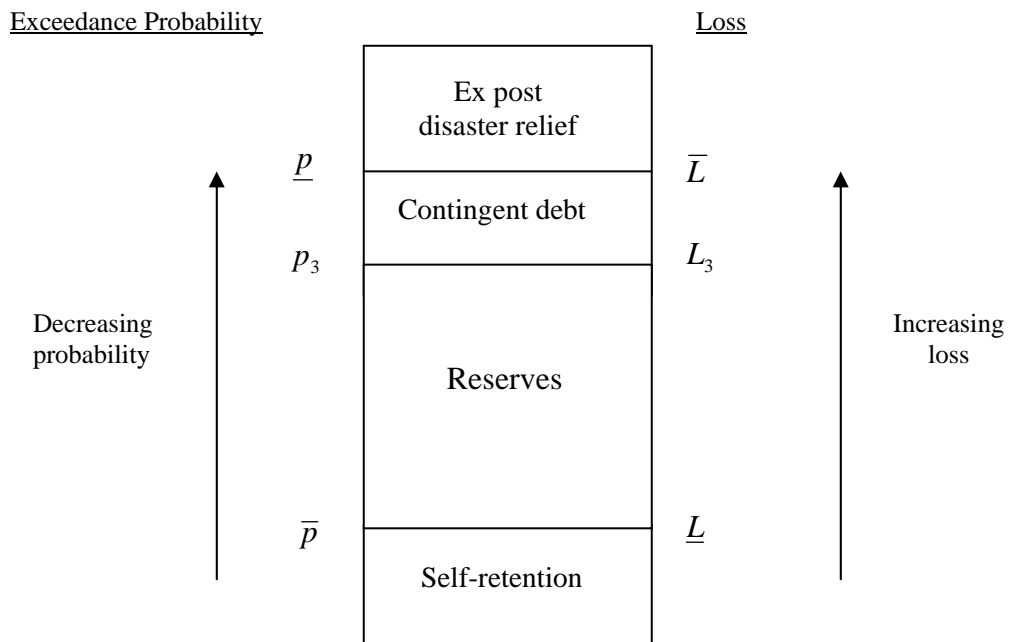 Exceedance Probability
Loss
Ex post
disaster relief
p̲
L̅
Contingent debt
p₃
L₃
Decreasing
probability
Increasing
loss
Reserves
p̅
L̲
Self-retention